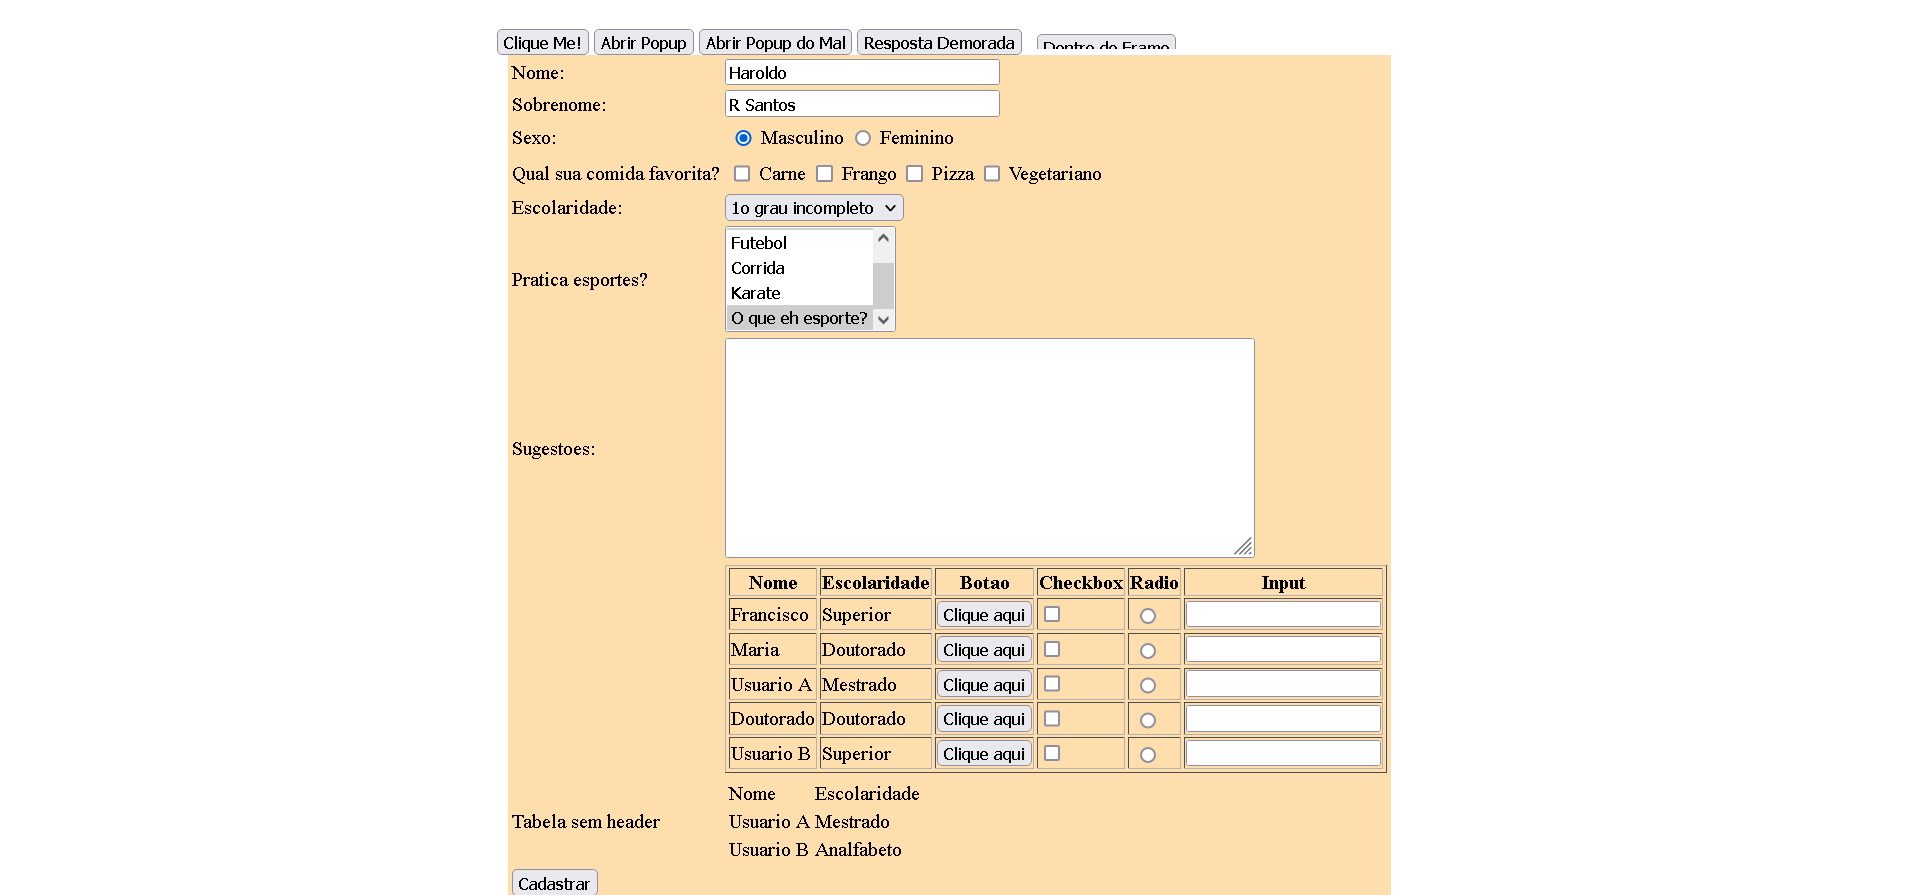 Clique Me! Abrir Popup Abrir Popup do Mal Resposta Demorada Dentro do Frame
Nome: Haroldo
Sobrenome: R Santos
Sexo: Masculino Feminino
Qual sua comida favorita? Carne Frango Pizza Vegetariano
Escolaridade: 1o grau incompleto
Pratica esportes?
Futebol
Corrida
Karate
O que eh esporte?
Sugestoes:
Nome Escolaridade Botao Checkbox Radio Input
Francisco Superior Clique aqui
Maria Doutorado Clique aqui
Usuario A Mestrado Clique aqui
Doutorado Doutorado Clique aqui
Usuario B Superior Clique aqui
Tabela sem header
Nome Escolaridade
Usuario A Mestrado
Usuario B Analfabeto
Cadastrar